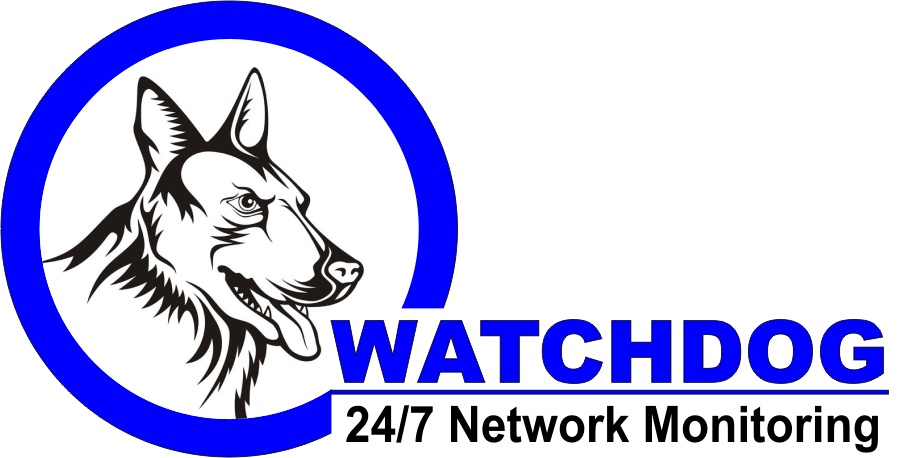 WATCHDOG
24/7 Network Monitoring